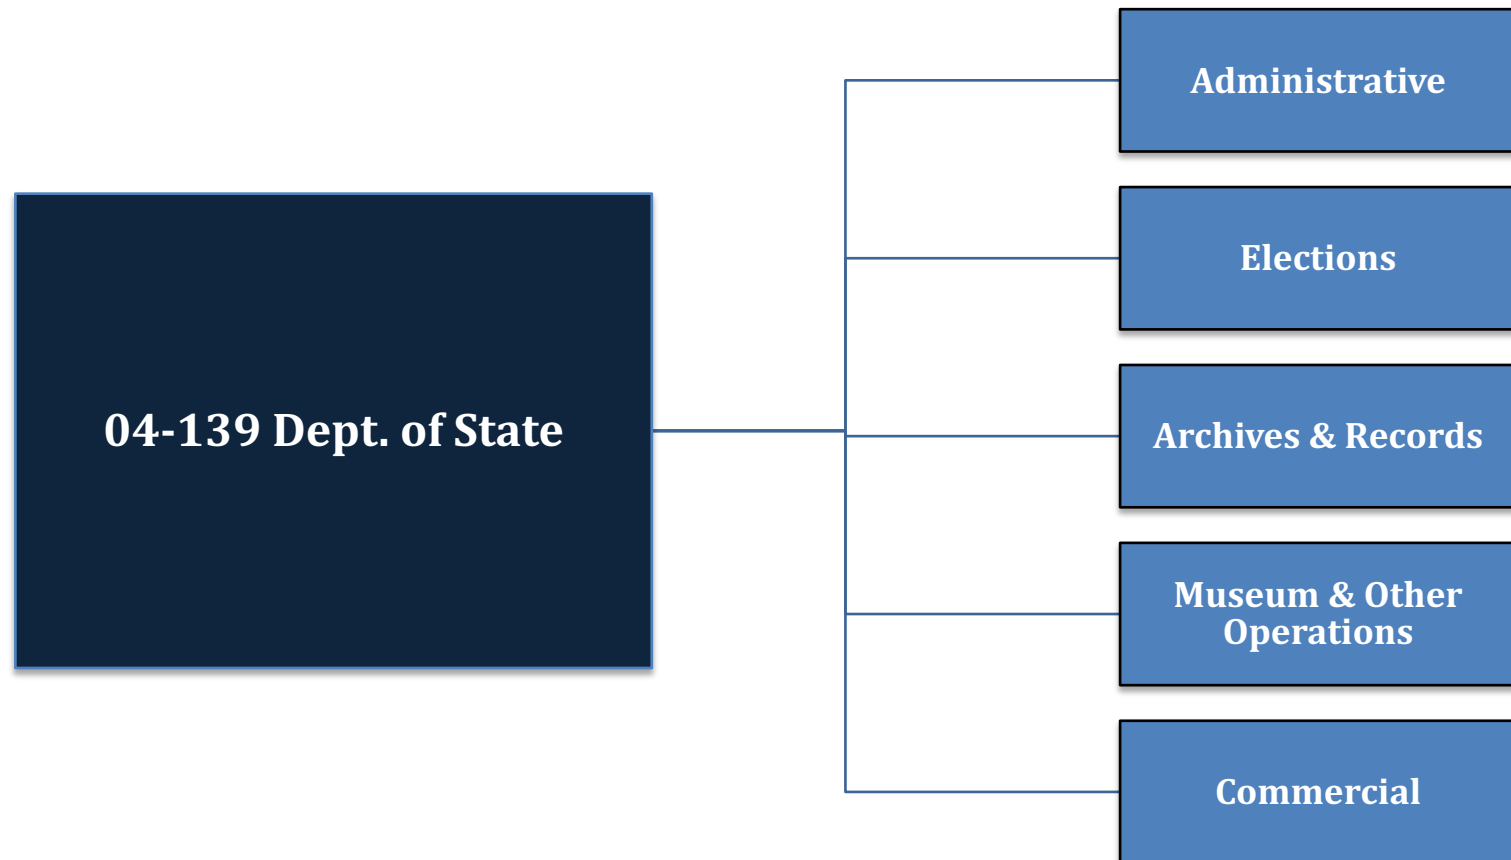 04-139 Dept. of State
Administrative
Elections
Archives & Records
Museum & Other
Operations
Commercial